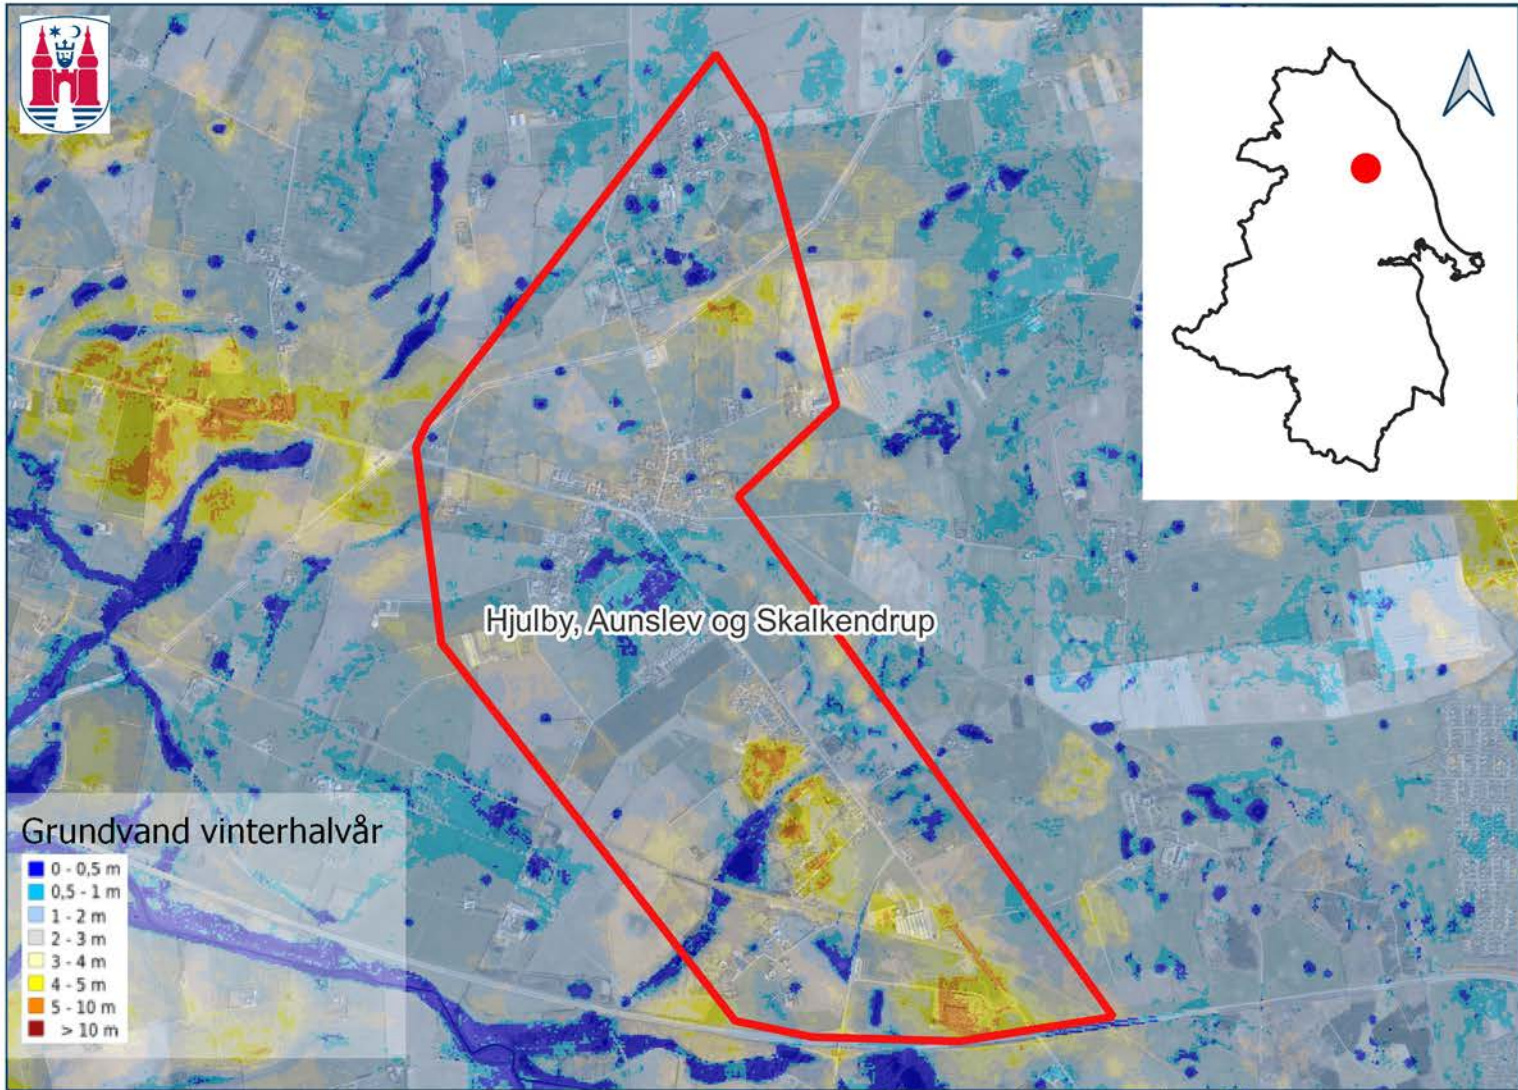 Hjulby, Aunslev og Skalkendrup
Grundvand vinterhalvår
0 - 0,5 m
0,5 - 1 m
1 - 2 m
2 - 3 m
3 - 4 m
4 - 5 m
5 - 10 m
> 10 m